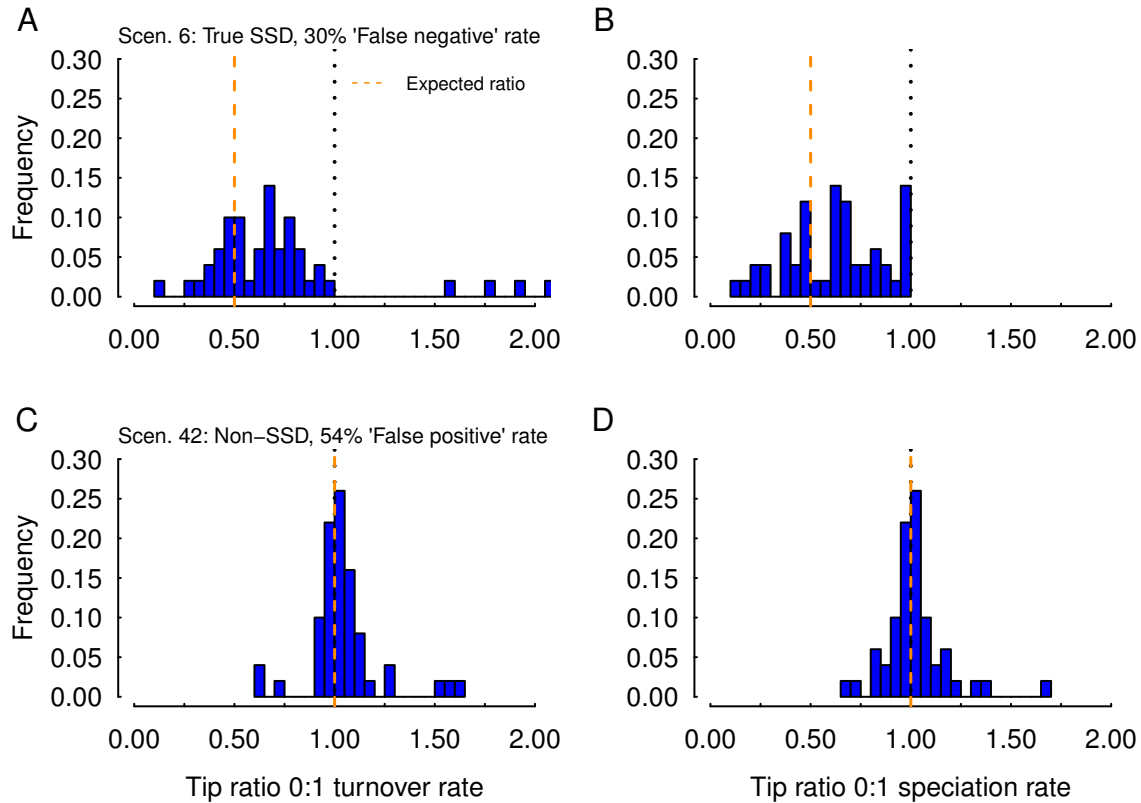 A
B
Scen. 6: True SSD, 30% 'False negative' rate
0.30
0.25
0.20
0.15
0.10
0.05
0.00
Frequency
Expected ratio
0.00 0.50 1.00 1.50 2.00
0.30
0.25
0.20
0.15
0.10
0.05
0.00
0.00 0.50 1.00 1.50 2.00
C
D
Scen. 42: Non−SSD, 54% 'False positive' rate
0.30
0.25
0.20
0.15
0.10
0.05
0.00
Frequency
0.00 0.50 1.00 1.50 2.00
Tip ratio 0:1 turnover rate
0.30
0.25
0.20
0.15
0.10
0.05
0.00
0.00 0.50 1.00 1.50 2.00
Tip ratio 0:1 speciation rate